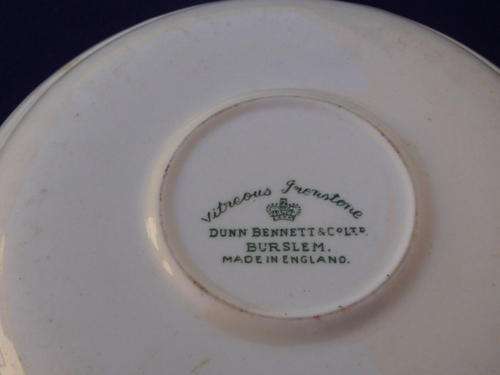 Vitreous Ironstone
DUNN BENNETT & CO LTD.
BURSLEM.
MADE IN ENGLAND.